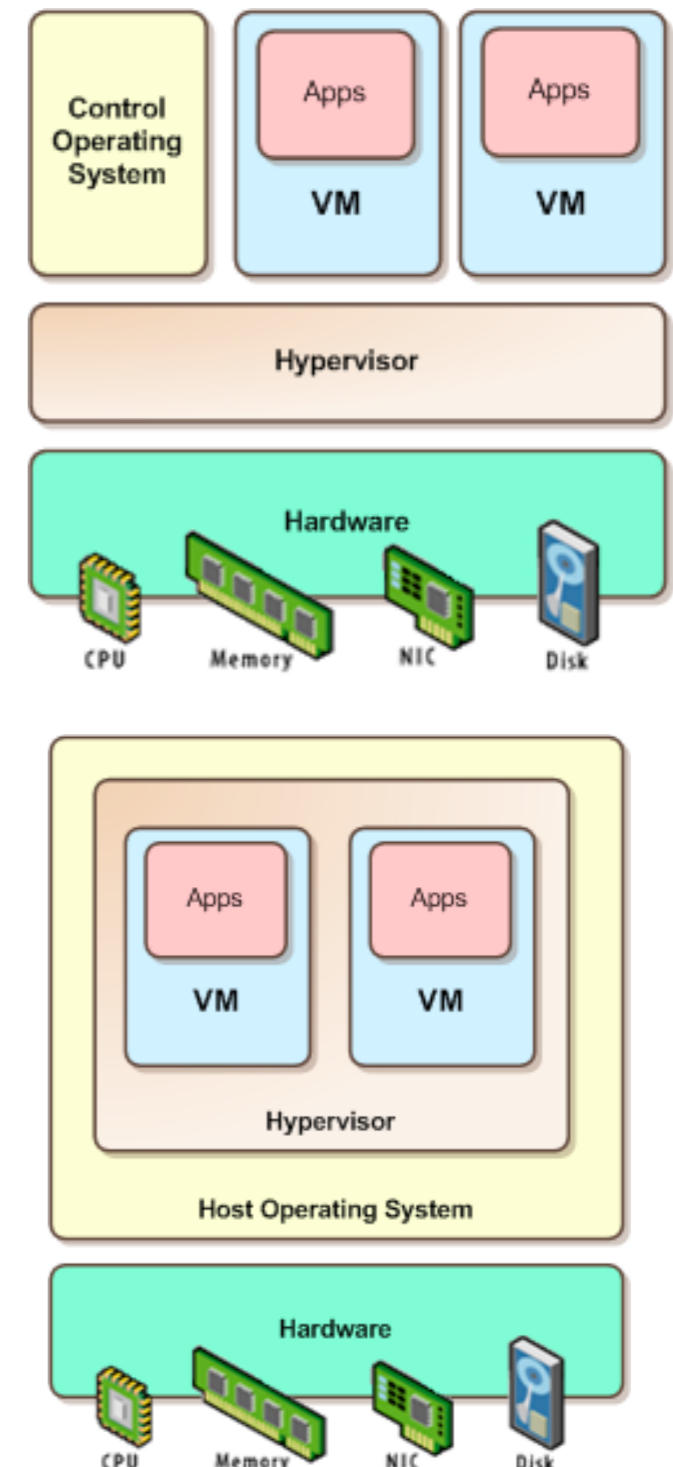 Control
Operating
System
Apps
VM
Apps
VM
Hypervisor
Hardware
CPU
Memory
NIC
Disk
Apps
VM
Apps
VM
Hypervisor
Host Operating System
Hardware
CPU
Memory
NIC
Disk